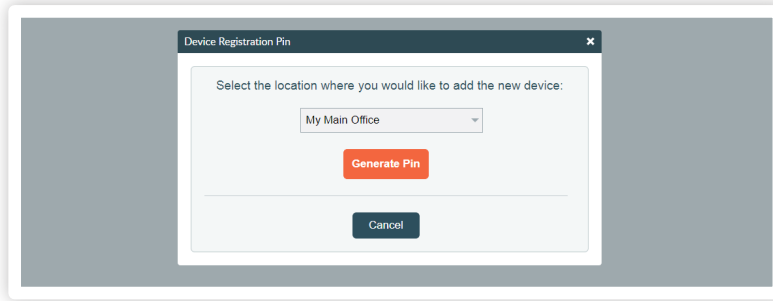 Device Registration Pin
Select the location where you would like to add the new device:
My Main Office
Generate Pin
Cancel